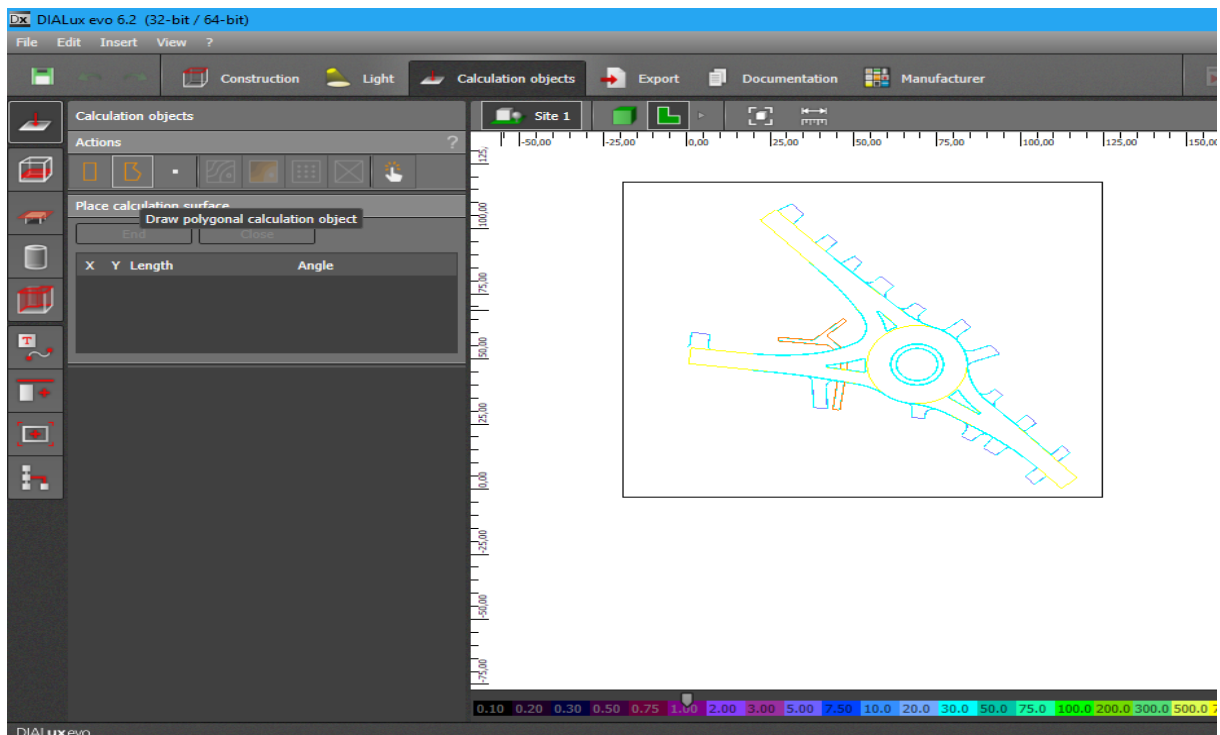 DX DIALux evo 6.2 (32-bit / 64-bit)
File Edit Insert View ?
Construction Light Calculation objects Export Documentation Manufacturer
Calculation objects
Site 1
Actions ?
Place calculation surface
Draw polygonal calculation object
End Close
X Y Length Angle
-50,00 -25,00 0,00 25,00 50,00 75,00 100,00 125,00 150,00
125,
100,00
75,00
50,00
25,00
0,00
-25,00
-50,00
-75,00
T
0.10 0.20 0.30 0.50 0.75 1.00 2.00 3.00 5.00 7.50 10.0 20.0 30.0 50.0 75.0 100.0 200.0 300.0 500.0 7
DIALux evo